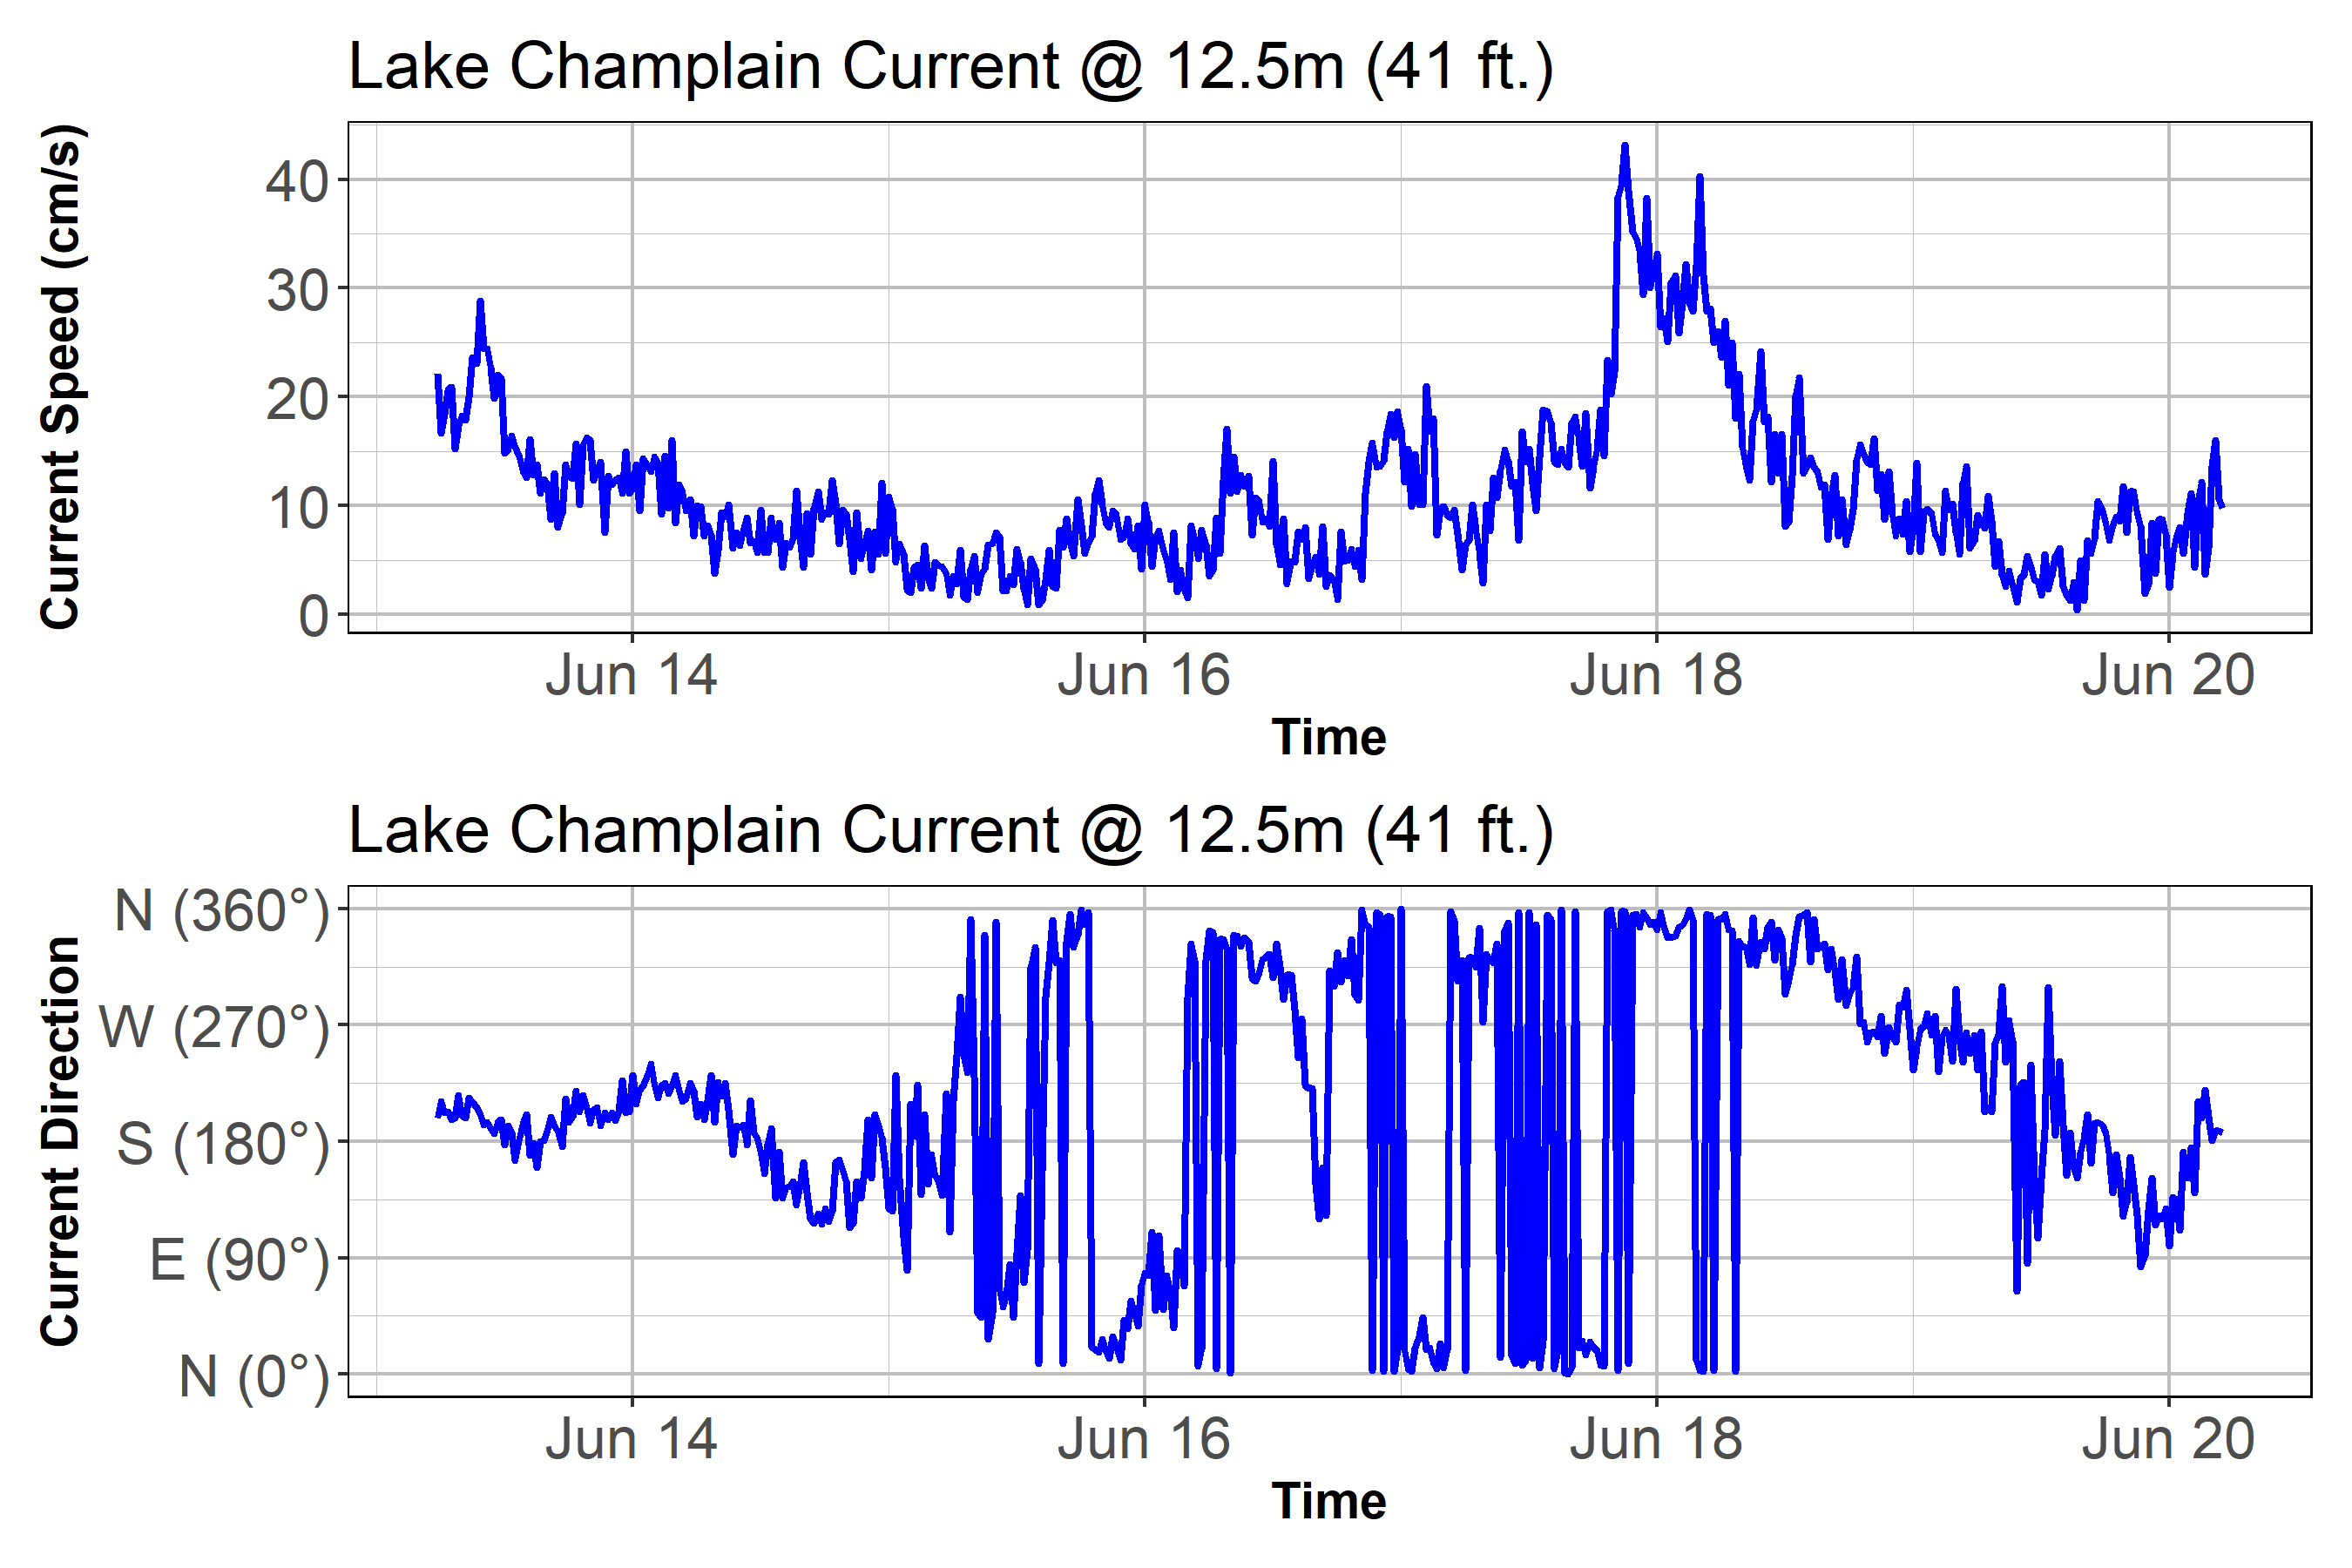 Lake Champlain Current @ 12.5m (41 ft.)
Current Speed (cm/s)
40
30
20
10
0
Jun 14 Jun 16 Jun 18 Jun 20
Time
Lake Champlain Current @ 12.5m (41 ft.)
Current Direction
N (360°)
W (270°)
S (180°)
E (90°)
N (0°)
Jun 14 Jun 16 Jun 18 Jun 20
Time